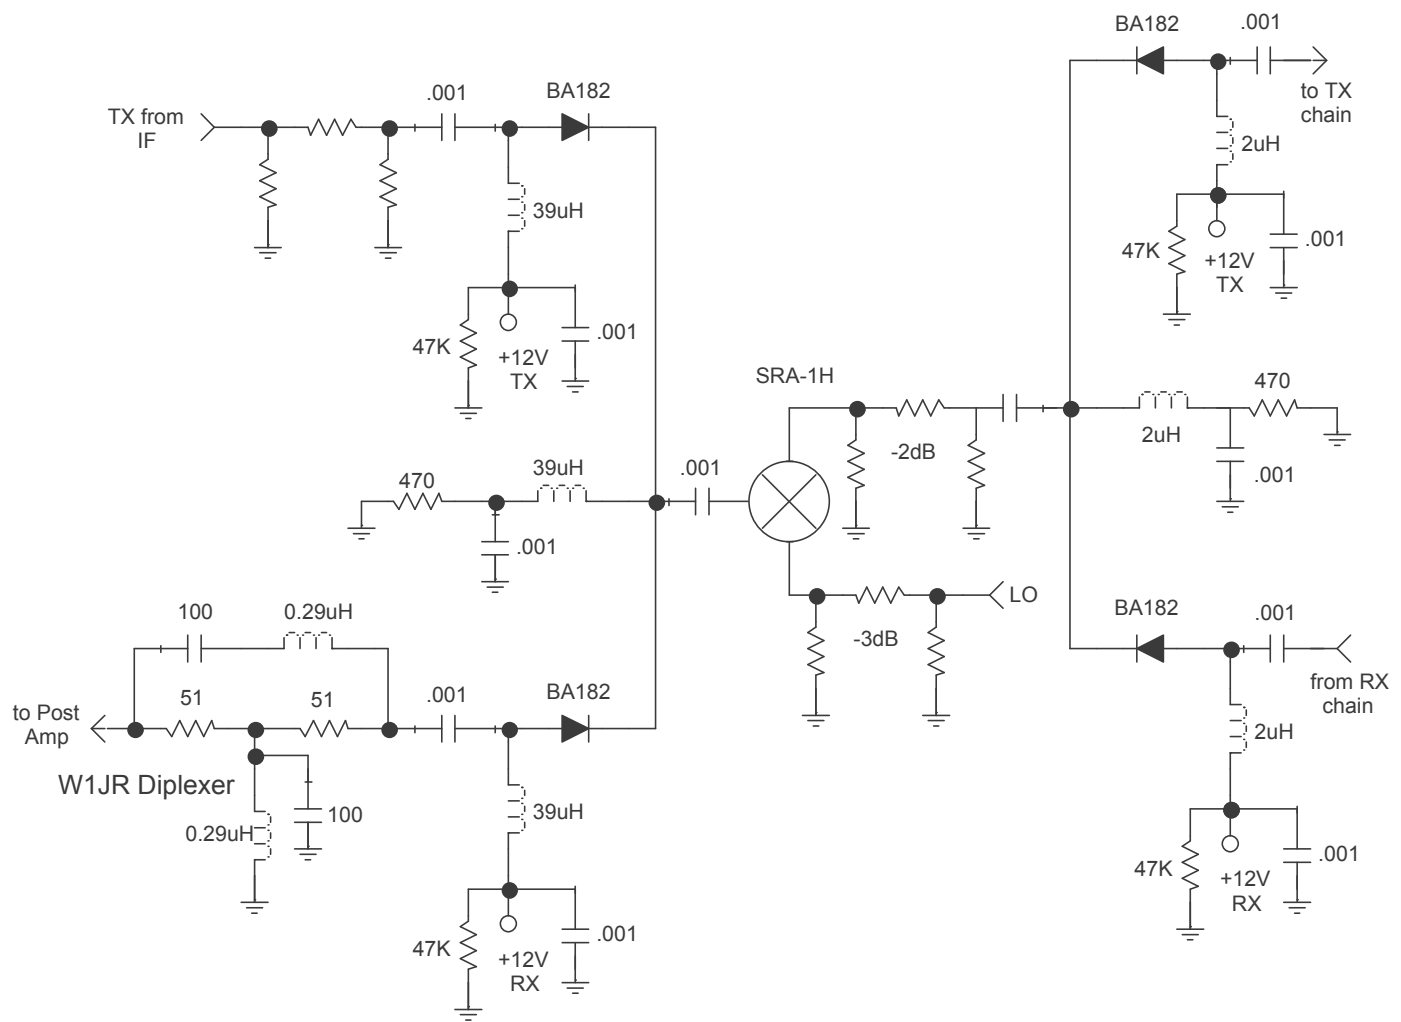 BA182
.001
to TX
chain
2uH
47K
+12V
TX
.001
TX from
IF
.001
BA182
39uH
47K
+12V
TX
.001
SRA-1H
470
39uH
.001
.001
-2dB
2uH
470
.001
LO
-3dB
100
0.29uH
51
51
to Post
Amp
W1JR Diplexer
0.29uH
100
.001
BA182
39uH
47K
+12V
RX
.001
BA182
.001
from RX
chain
2uH
47K
+12V
RX
.001